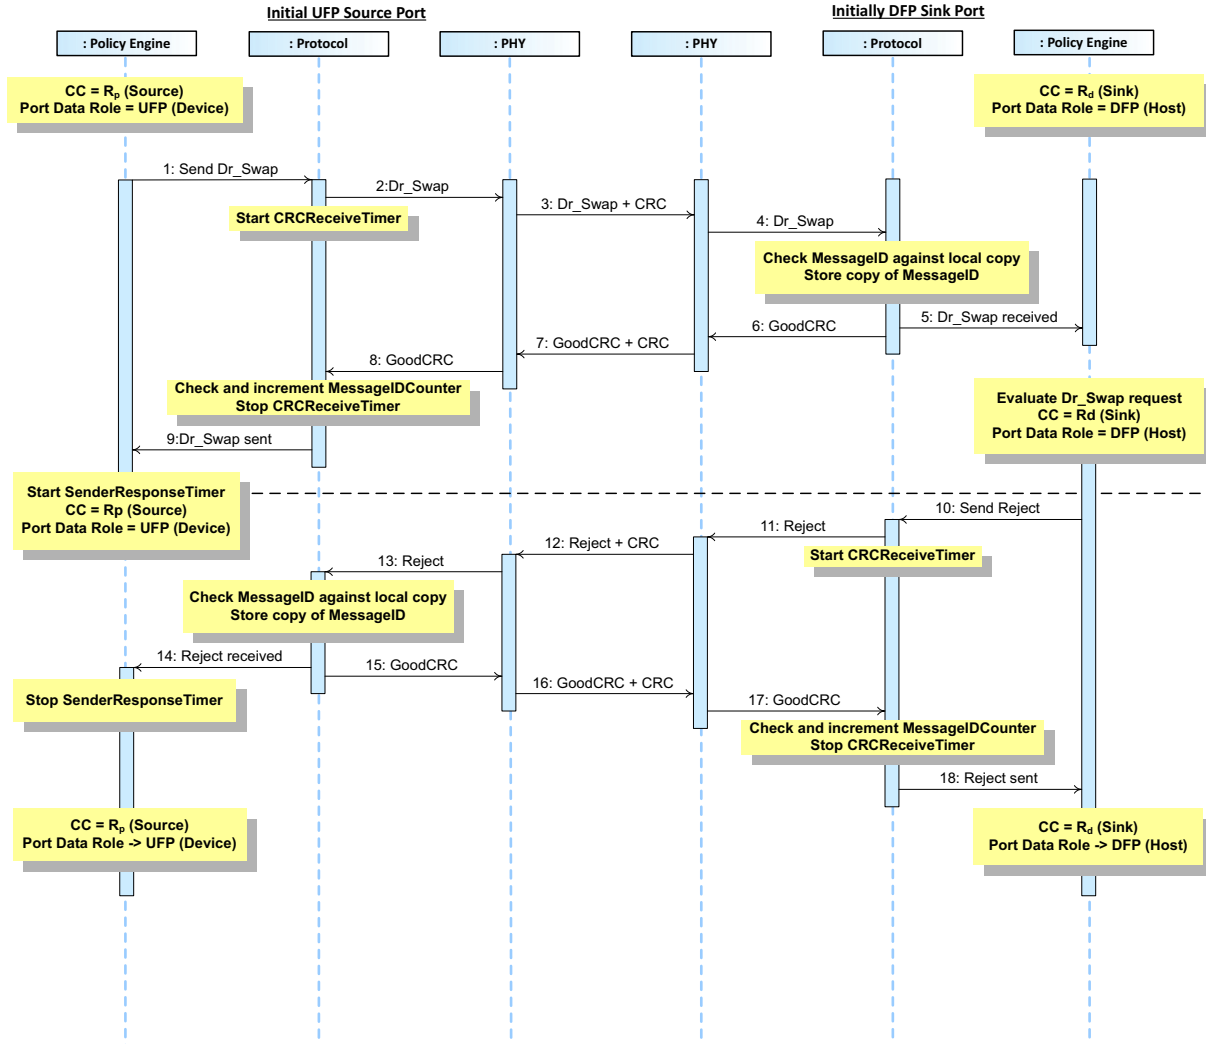 Initial UFP Source Port
Initially DFP Sink Port
: Policy Engine
: Protocol
: PHY
: PHY
: Protocol
: Policy Engine
CC = Rp (Source)
Port Data Role = UFP (Device)
CC = Rd (Sink)
Port Data Role = DFP (Host)
1: Send Dr_Swap
2:Dr_Swap
Start CRCReceiveTimer
3: Dr_Swap + CRC
4: Dr_Swap
Check MessageID against local copy
Store copy of MessageID
5: Dr_Swap received
6: GoodCRC
7: GoodCRC + CRC
8: GoodCRC
Check and increment MessageIDCounter
Stop CRCReceiveTimer
Evaluate Dr_Swap request
CC = Rd (Sink)
Port Data Role = DFP (Host)
9:Dr_Swap sent
Start SenderResponseTimer
CC = Rp (Source)
Port Data Role = UFP (Device)
10: Send Reject
11: Reject
Start CRCReceiveTimer
12: Reject + CRC
13: Reject
Check MessageID against local copy
Store copy of MessageID
14: Reject received
15: GoodCRC
Stop SenderResponseTimer
16: GoodCRC + CRC
17: GoodCRC
Check and increment MessageIDCounter
Stop CRCReceiveTimer
18: Reject sent
CC = Rp (Source)
Port Data Role -> UFP (Device)
CC = Rd (Sink)
Port Data Role -> DFP (Host)